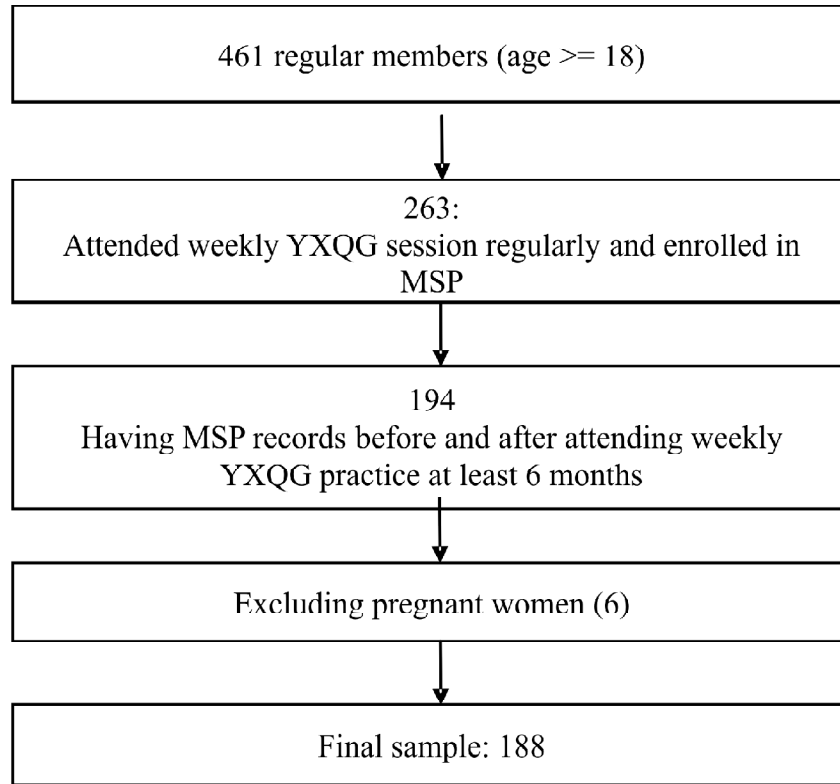 461 regular members (age >= 18)
263:
Attended weekly YXQG session regularly and enrolled in
MSP
194
Having MSP records before and after attending weekly
YXQG practice at least 6 months
Excluding pregnant women (6)
Final sample: 188